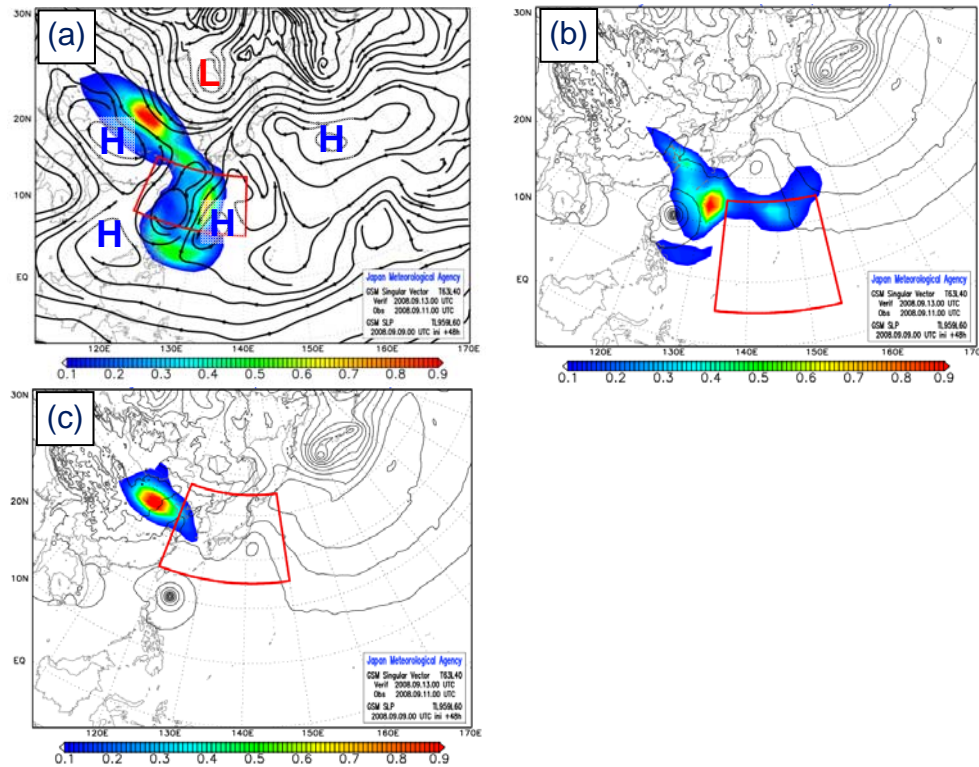 (a)
30N
20N
10N
EQ
L
H
H
H
H
Japan Meteorological Agency
GSM Singular Vector T63L40
Verif 2008.09.13.00 UTC
Obs 2008.09.11.00 UTC
GSM SLP TL959L60
2008.09.09.00 UTC ini +48h
120E 130E 140E 150E 160E 170E
0.1 0.2 0.3 0.4 0.5 0.6 0.7 0.8 0.9
(b)
30N
20N
10N
EQ
Japan Meteorological Agency
GSM Singular Vector T63L40
Verif 2008.09.13.00 UTC
Obs 2008.09.11.00 UTC
GSM SLP TL959L60
2008.09.09.00 UTC ini +48h
120E 130E 140E 150E 160E 170E
0.1 0.2 0.3 0.4 0.5 0.6 0.7 0.8 0.9
(c)
30N
20N
10N
EQ
Japan Meteorological Agency
GSM Singular Vector T63L40
Verif 2008.09.13.00 UTC
Obs 2008.09.11.00 UTC
GSM SLP TL959L60
2008.09.09.00 UTC ini +48h
120E 130E 140E 150E 160E 170E
0.1 0.2 0.3 0.4 0.5 0.6 0.7 0.8 0.9